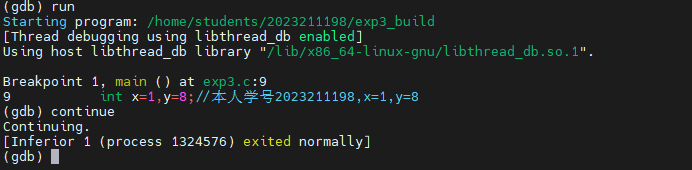 (gdb) run
Starting program: /home/students/2023211198/exp3_build
[Thread debugging using libthread_db enabled]
Using host libthread_db library "/lib/x86_64-linux-gnu/libthread_db.so.1".
Breakpoint 1, main () at exp3.c:9
9 int x=1,y=8;//本人学号2023211198,x=1,y=8
(gdb) continue
Continuing.
[Inferior 1 (process 1324576) exited normally]
(gdb)